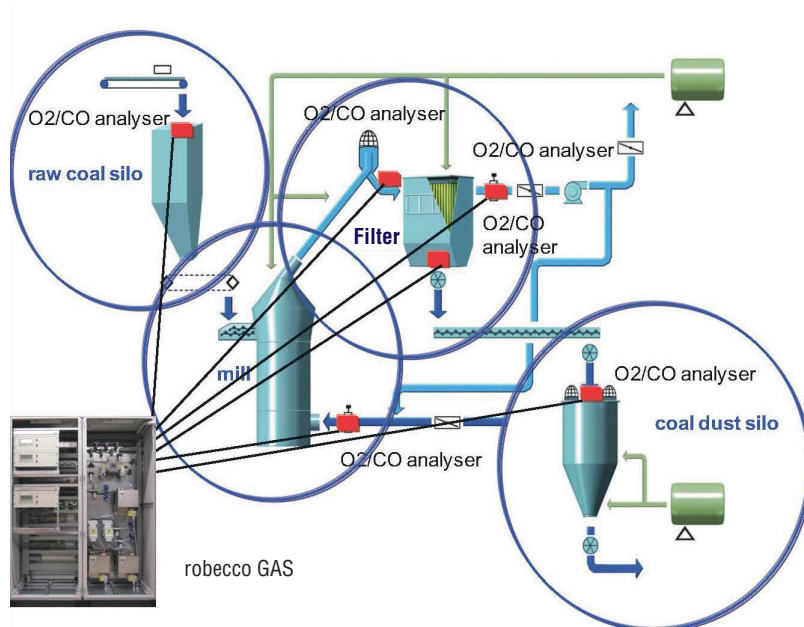 O2/CO analyser
raw coal silo
O2/CO analyser
O2/CO analyser
Filter
O2/CO
analyser
mill
O2/CO analyser
coal dust silo
O2/CO analyser
robecco GAS